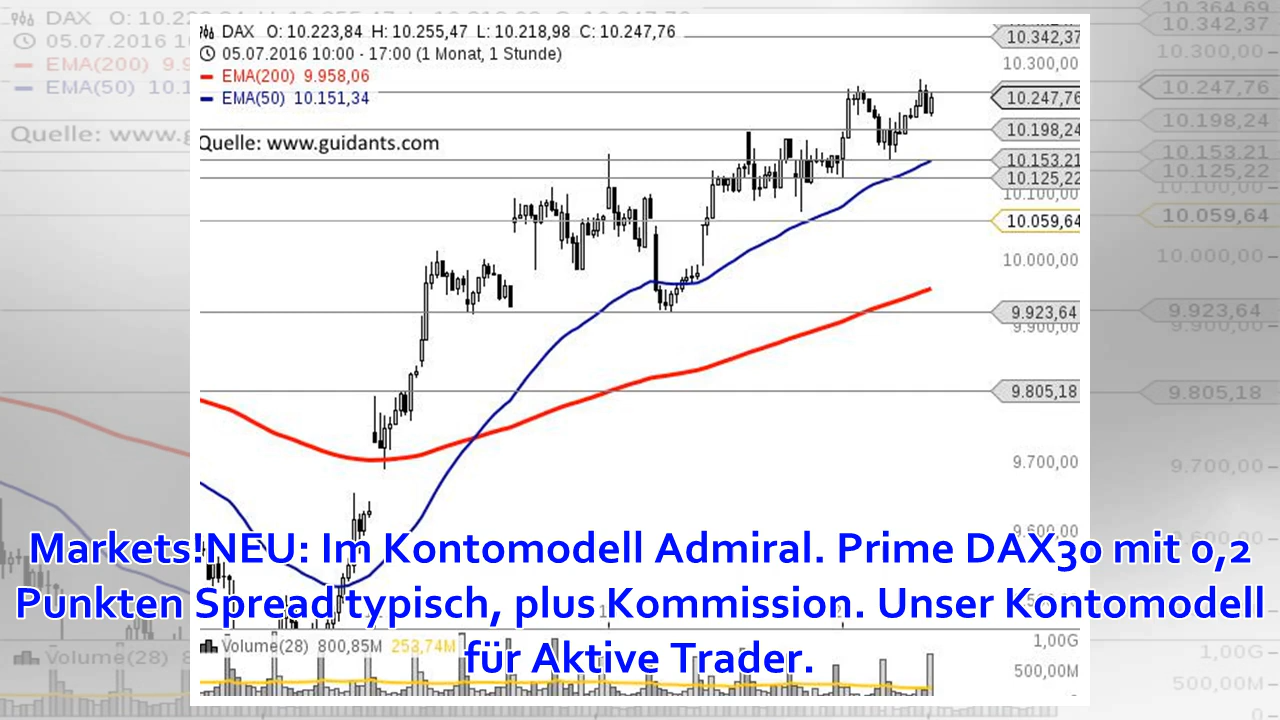 DAX O: 10.223,84 H: 10.255,47 L: 10.218,98 C: 10.247,76
05.07.2016 10:00 - 17:00 (1 Monat, 1 Stunde)
EMA(200) 9.958,06
EMA(50) 10.151,34
Quelle: www.guidants.com
10.342,37
10.300,00
10.247,76
10.198,24
10.153,21
10.125,22
10.100,00
10.059,64
10.000,00
9.923,64
9.900,00
9.805,18
9.700,00
9.600,00
Markets!NEU: Im Kontomodell Admiral. Prime DAX30 mit 0,2
Punkten Spread typisch, plus Kommission. Unser Kontomodell
für Aktive Trader.
Volume(28) 800,85M 253,74M
1,00G
500,00M